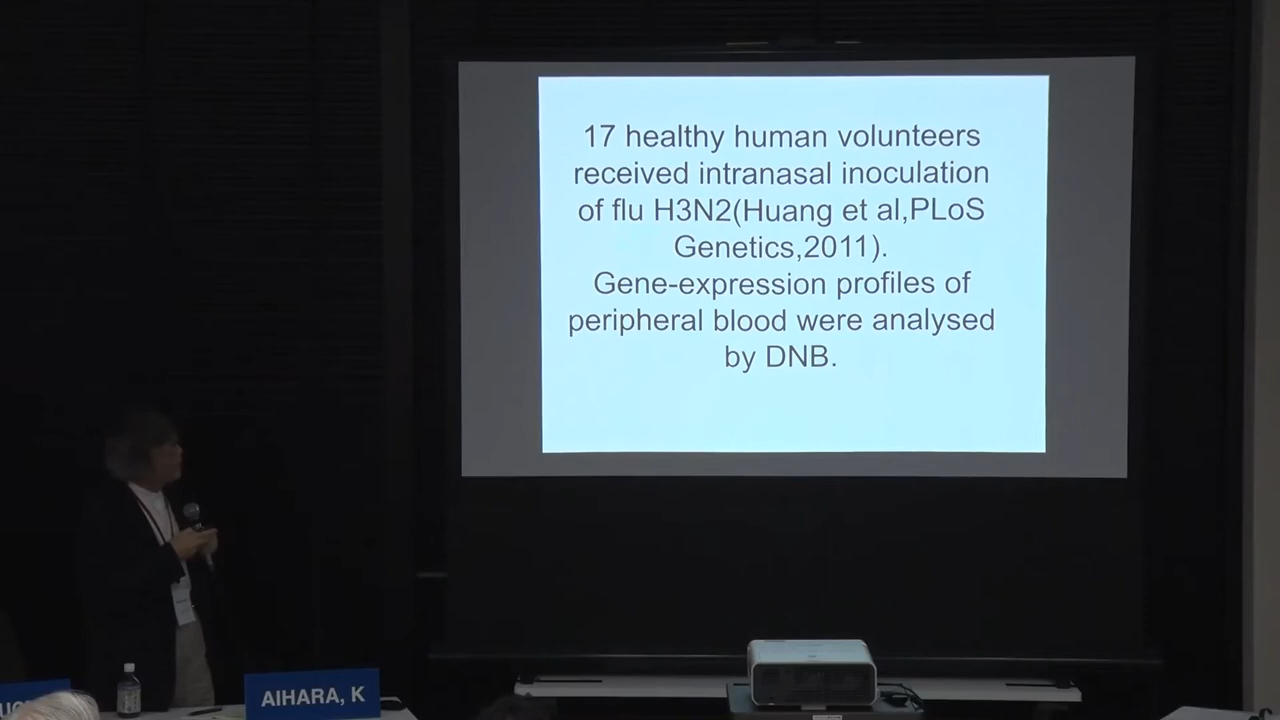 17 healthy human volunteers
received intranasal inoculation
of flu H3N2(Huang et al,PLoS
Genetics,2011).
Gene-expression profiles of
peripheral blood were analysed
by DNB.
AIHARA, K